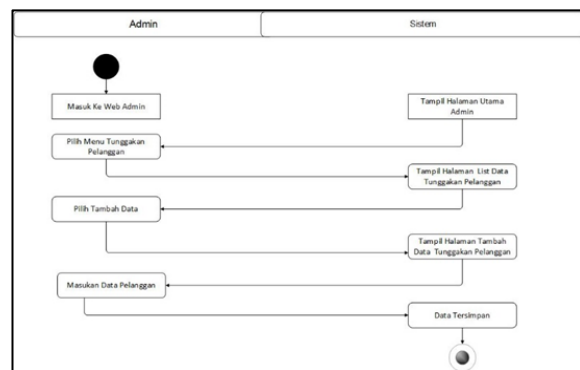 Admin
Sistem
Masuk Ke Web Admin
Tampil Halaman Utama
Admin
Pilih Menu Tunggakan
Pelanggan
Tampil Halaman List Data
Tunggakan Pelanggan
Pilih Tambah Data
Tampil Halaman Tambah
Data Tunggakan Pelanggan
Masukan Data Pelanggan
Data Tersimpan